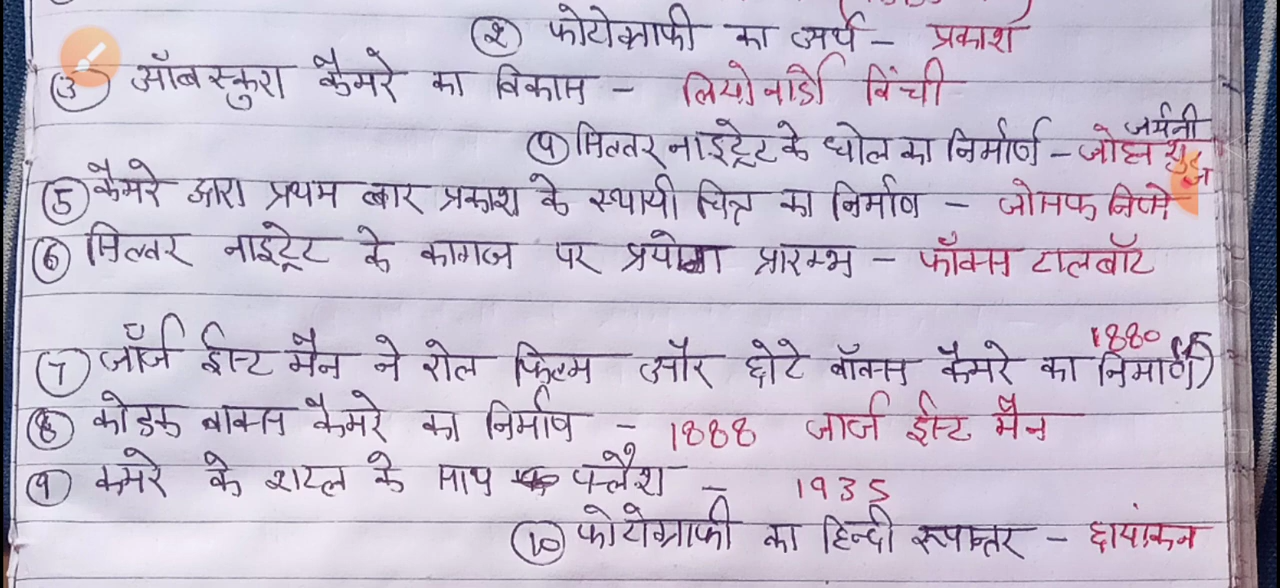 ② फोटोग्राफी का अर्थ – प्रकाश
③ ऑब स्कुरा कैमरे का विकास – लियोनार्डो विंची
④ सिल्वर नाइट्रेट के घोल का निर्माण – जोहान शुल्ज जर्मनी
⑤ कैमरे द्वारा प्रथम बार प्रकाश के स्थायी चित्र का निर्माण – जोसफ निप्से
⑥ सिल्वर नाइट्रेट के कागज पर प्रयोग प्रारम्भ – फॉक्स टालबॉट
⑦ जॉर्ज ईस्ट मैन ने रोल फिल्म और छोटे बॉक्स कैमरे का निर्माण 1880
⑧ कोडक बाक्स कैमरे का निर्माण – 1888 जार्ज ईस्ट मैन
⑨ कैमरे के शटल के साथ फ्लैश – 1935
⑩ फोटोग्राफी का हिन्दी रूपान्तर – छायांकन